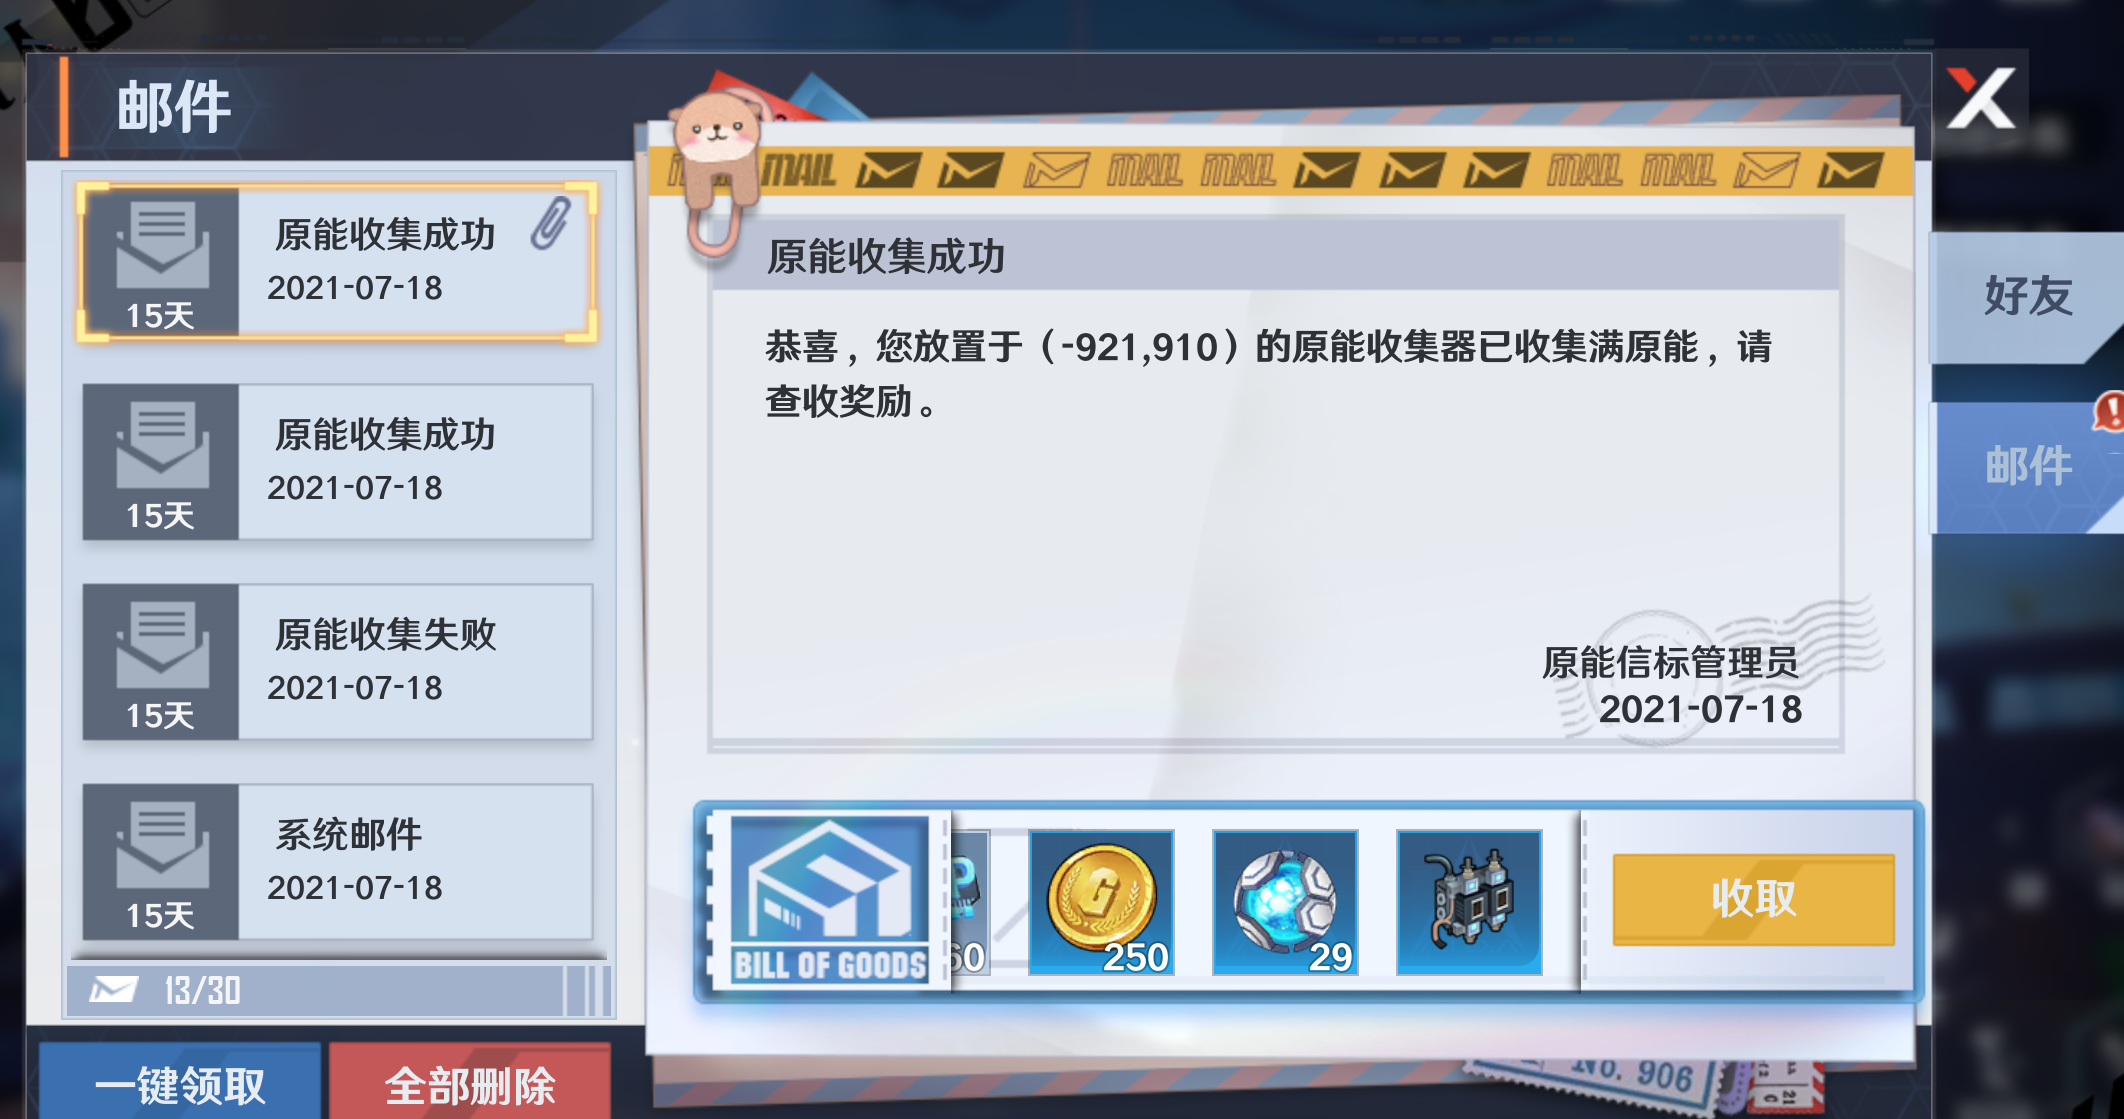 邮件
原能收集成功
2021-07-18
15天
原能收集成功
2021-07-18
15天
原能收集失败
2021-07-18
15天
系统邮件
2021-07-18
15天
13/30
一键领取
全部删除
MAIL MAIL MAIL MAIL MAIL
原能收集成功
恭喜，您放置于（-921,910）的原能收集器已收集满原能，请
查收奖励。
原能信标管理员
2021-07-18
BILL OF GOODS
60
250
29
收取
NO. 906
好友
邮件